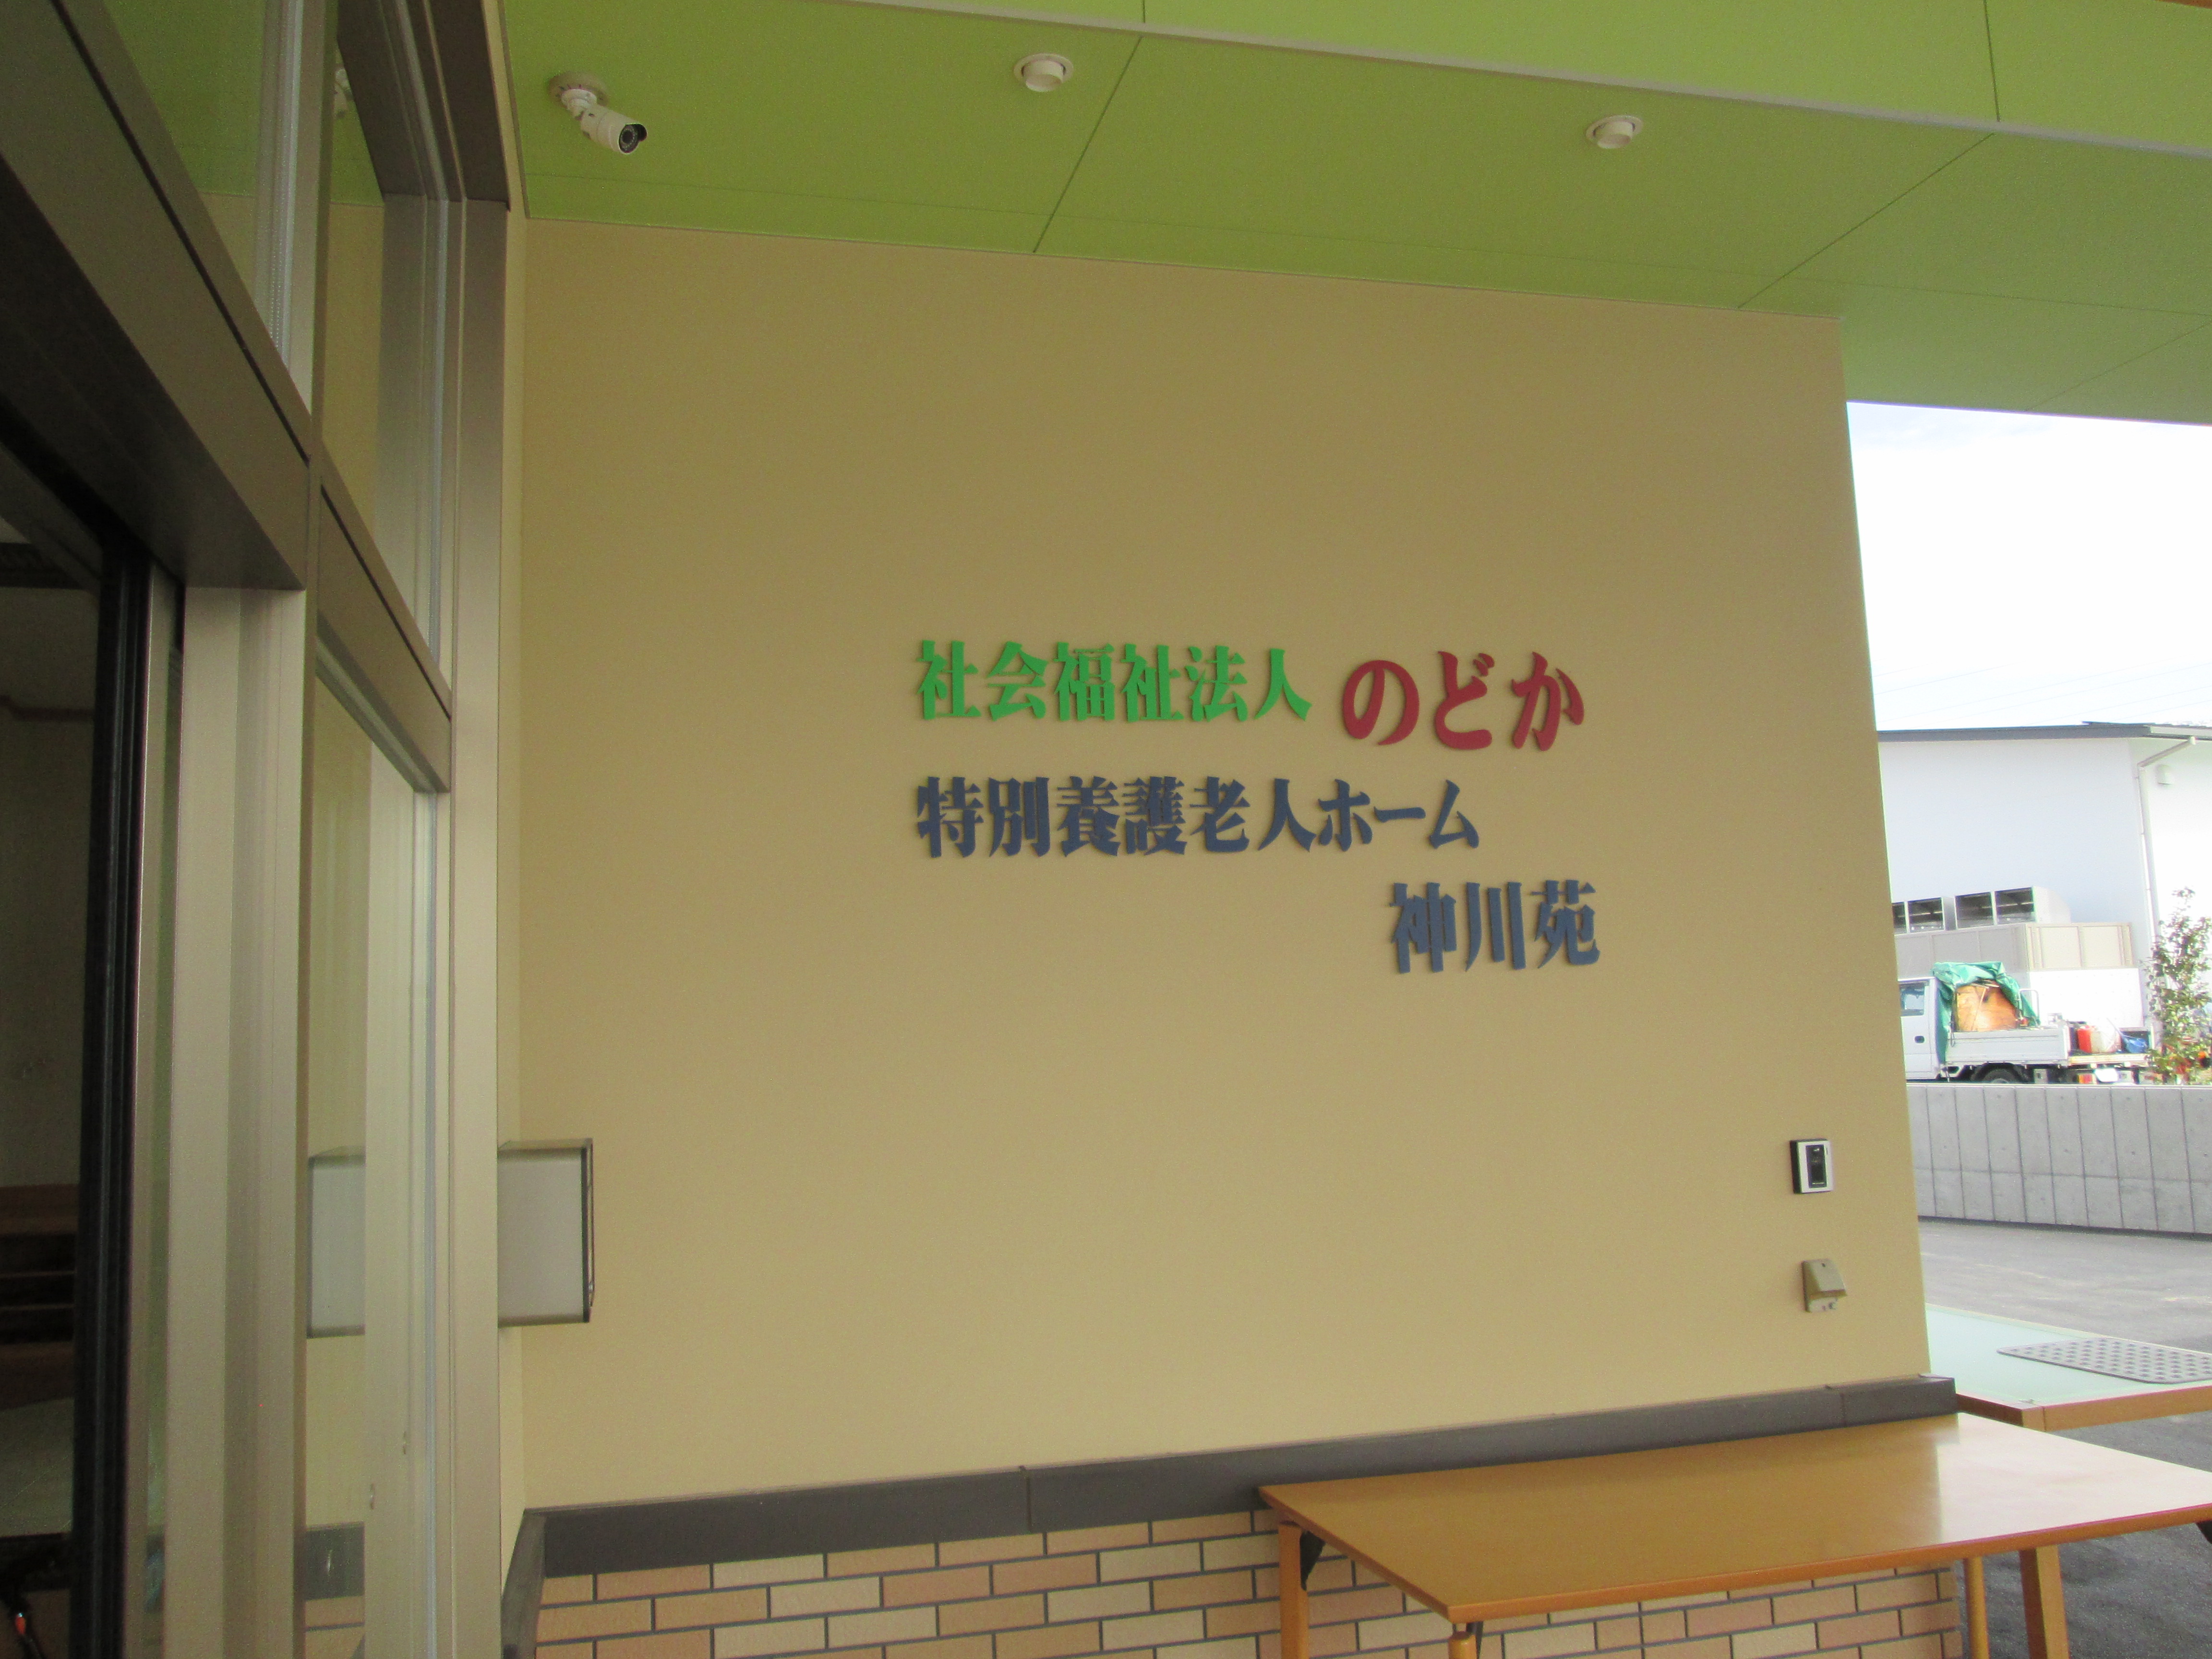 社会福祉法人 のどか
特別養護老人ホーム
神川苑